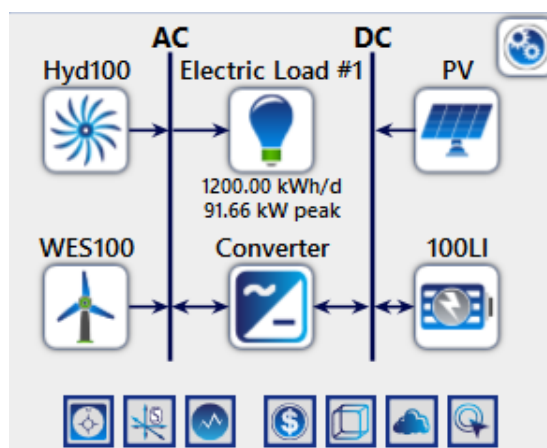 AC DC
Hyd100 Electric Load #1 PV
1200.00 kWh/d
91.66 kW peak
WES100 Converter 100LI